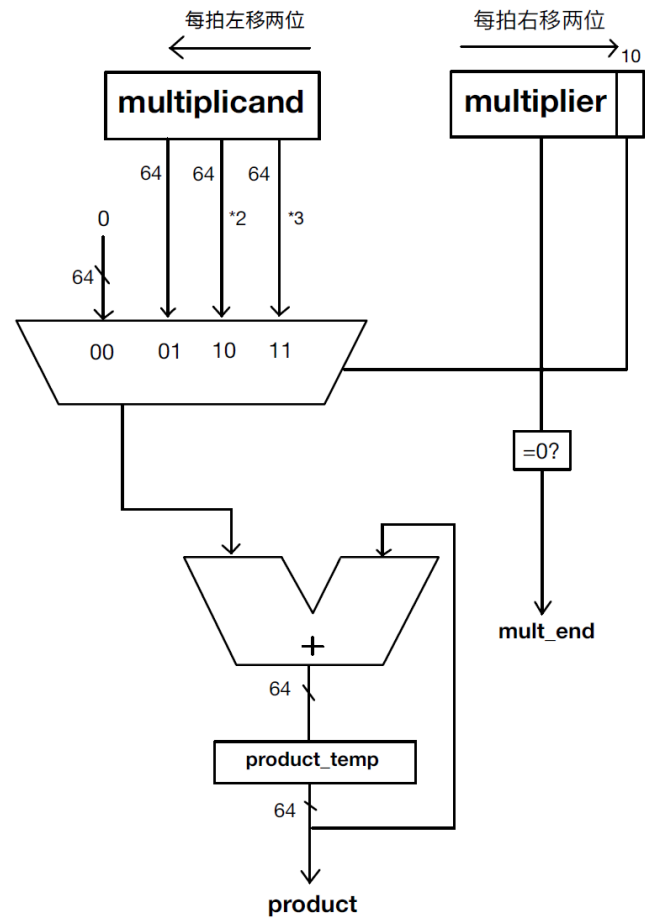 每拍左移两位
每拍右移两位
10
multiplicand
multiplier
64 64 64
0
*2 *3
64
00 01 10 11
=0?
mult_end
+
64
product_temp
64
product